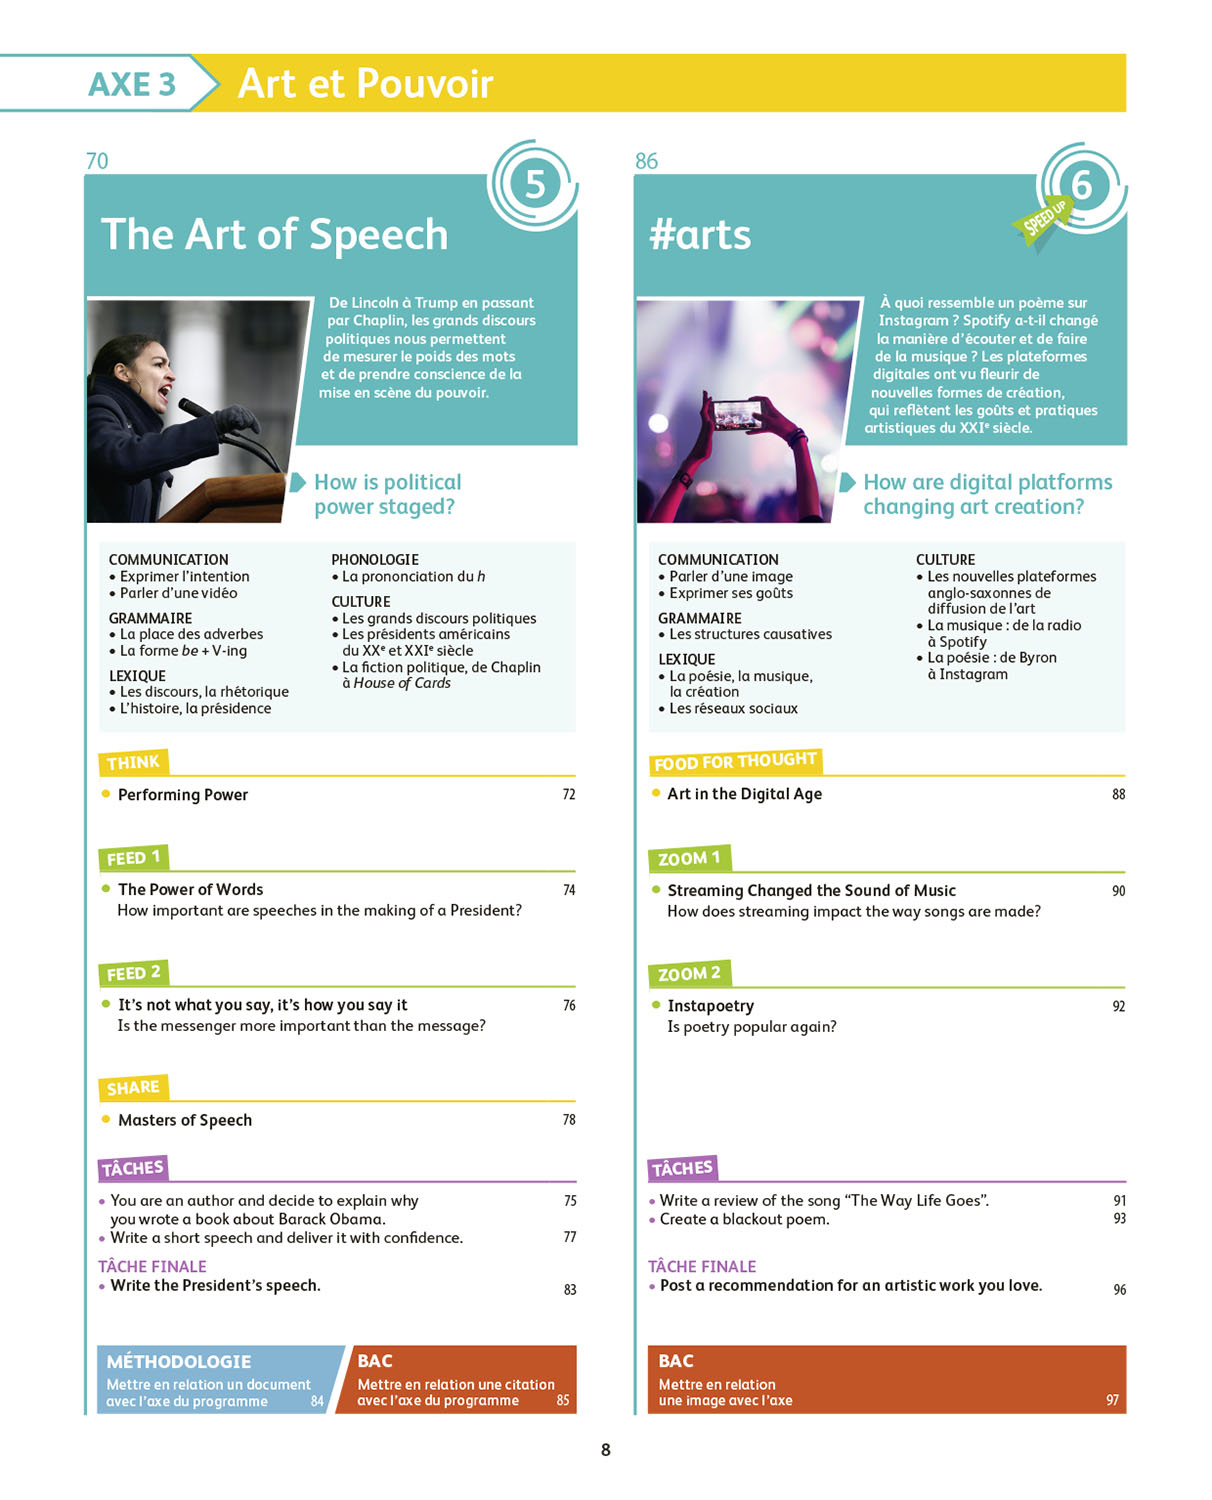 AXE 3
Art et Pouvoir
70
5
The Art of Speech
De Lincoln à Trump en passant
par Chaplin, les grands discours
politiques nous permettent
de mesurer le poids des mots
et de prendre conscience de la
mise en scène du pouvoir.
How is political
power staged?
COMMUNICATION
• Exprimer l'intention
• Parler d'une vidéo
GRAMMAIRE
• La place des adverbes
• La forme be + V-ing
LEXIQUE
• Les discours, la rhétorique
• L'histoire, la présidence
PHONOLOGIE
• La prononciation du h
CULTURE
• Les grands discours politiques
• Les présidents américains
du XXe et XXIe siècle
• La fiction politique, de Chaplin
à House of Cards
THINK
• Performing Power 72
FEED 1
• The Power of Words 74
How important are speeches in the making of a President?
FEED 2
• It's not what you say, it's how you say it 76
Is the messenger more important than the message?
SHARE
• Masters of Speech 78
TÂCHES
• You are an author and decide to explain why 75
you wrote a book about Barack Obama.
• Write a short speech and deliver it with confidence. 77
TÂCHE FINALE
• Write the President's speech. 83
MÉTHODOLOGIE
Mettre en relation un document
avec l'axe du programme 84
BAC
Mettre en relation une citation
avec l'axe du programme 85
86
6
SPEED UP
#arts
À quoi ressemble un poème sur
Instagram ? Spotify a-t-il changé
la manière d'écouter et de faire
de la musique ? Les plateformes
digitales ont vu fleurir de
nouvelles formes de création,
qui reflètent les goûts et pratiques
artistiques du XXIe siècle.
How are digital platforms
changing art creation?
COMMUNICATION
• Parler d'une image
• Exprimer ses goûts
GRAMMAIRE
• Les structures causatives
LEXIQUE
• La poésie, la musique,
la création
• Les réseaux sociaux
CULTURE
• Les nouvelles plateformes
anglo-saxonnes de
diffusion de l'art
• La musique : de la radio
à Spotify
• La poésie : de Byron
à Instagram
FOOD FOR THOUGHT
• Art in the Digital Age 88
ZOOM 1
• Streaming Changed the Sound of Music 90
How does streaming impact the way songs are made?
ZOOM 2
• Instapoetry 92
Is poetry popular again?
TÂCHES
• Write a review of the song “The Way Life Goes”. 91
• Create a blackout poem. 93
TÂCHE FINALE
• Post a recommendation for an artistic work you love. 96
BAC
Mettre en relation
une image avec l'axe 97
8